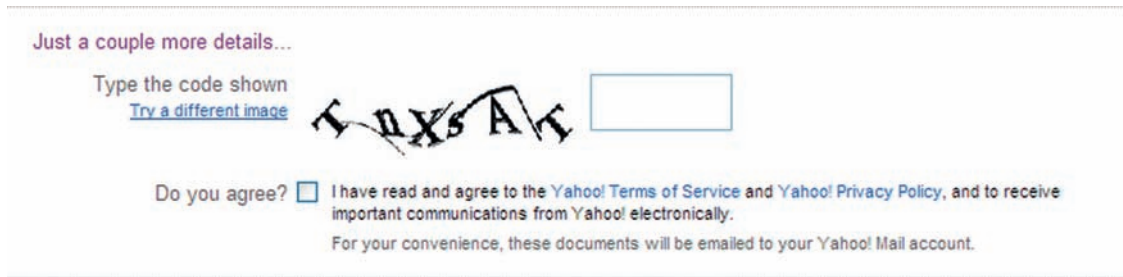 Just a couple more details...
Type the code shown
Try a different image
TnXsAT
Do you agree? I have read and agree to the Yahoo! Terms of Service and Yahoo! Privacy Policy, and to receive
important communications from Yahoo! electronically.
For your convenience, these documents will be emailed to your Yahoo! Mail account.